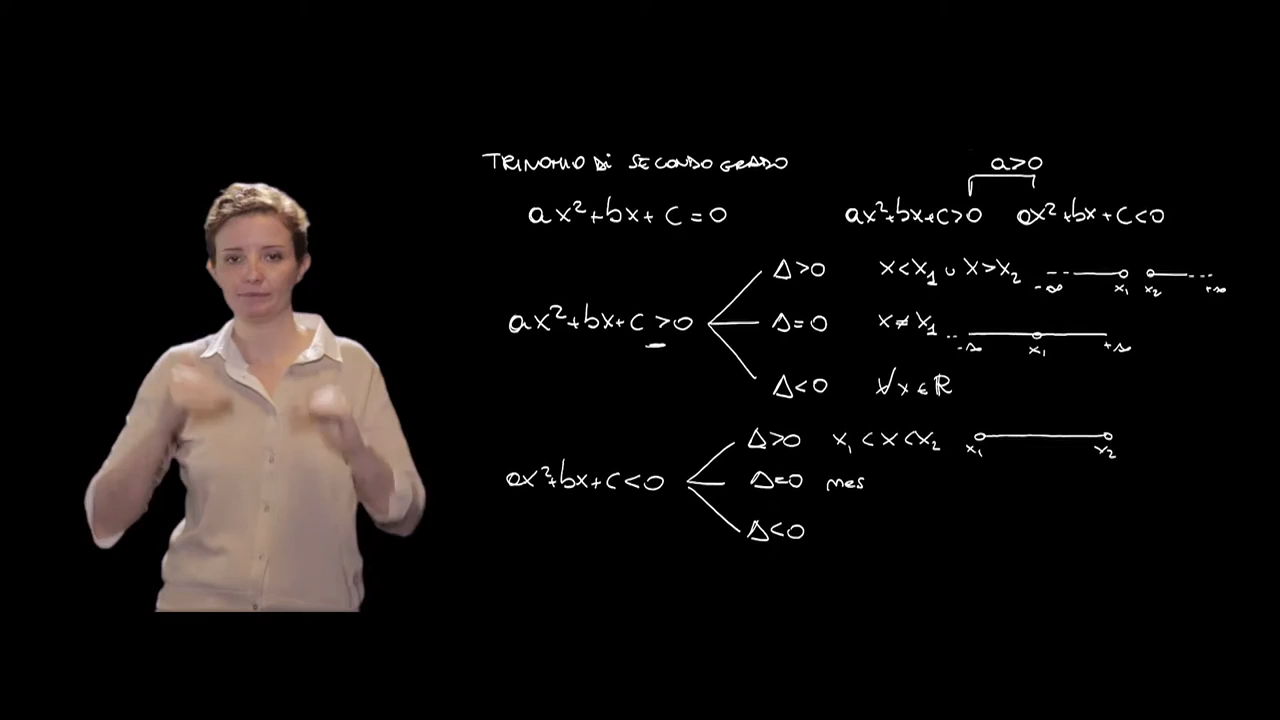 TRINOMIO DI SECONDO GRADO
a>0
ax²+bx+c=0
ax²+bx+c>0 ax²+bx+c<0
Δ>0 x<x₁ ∪ x>x₂
-∞ x₁ x₂ +∞
ax²+bx+c>0
Δ=0 x≠x₁
-∞ x₁ +∞
Δ<0 ∀x∈ℝ
Δ>0 x₁<x<x₂
x₁ x₂
ax²+bx+c<0
Δ=0 nes
Δ<0